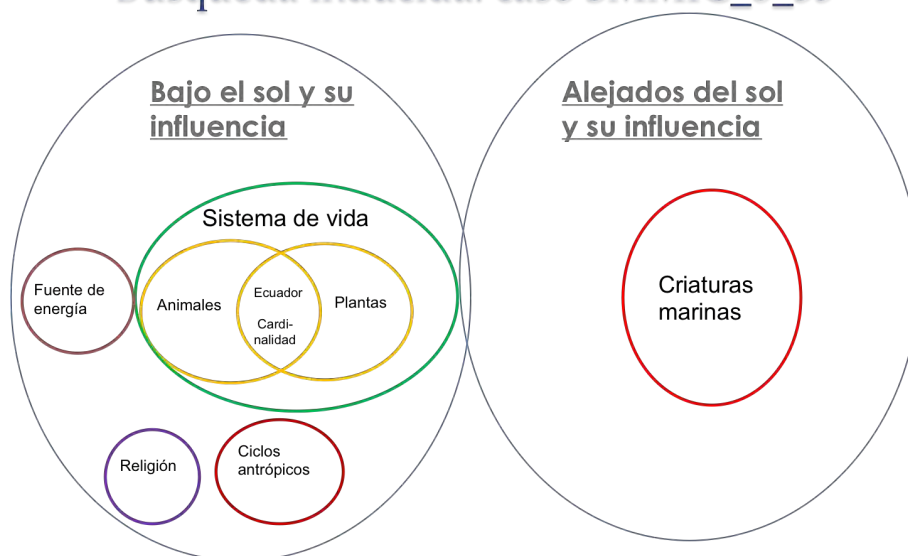 Bajo el sol y su
influencia
Alejados del sol
y su influencia
Sistema de vida
Fuente de
energía
Animales
Ecuador
Cardi-
nalidad
Plantas
Criaturas
marinas
Religión
Ciclos
antrópicos